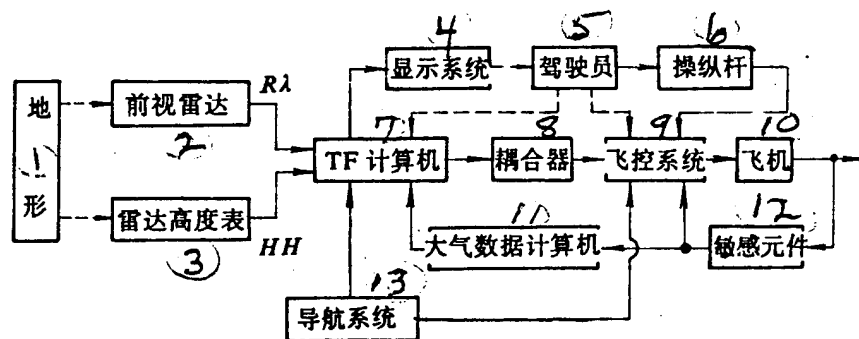 4
5
6
显示系统
驾驶员
操纵杆
地
1
形
前视雷达
Rλ
2
7
8
9
10
TF 计算机
耦合器
飞控系统
飞机
雷达高度表
HH
3
11
12
大气数据计算机
敏感元件
13
导航系统